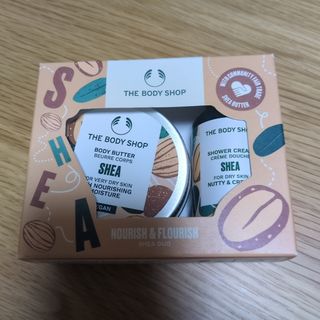 THE BODY SHOP
WITH COMMUNITY FAIR TRADE
SHEA BUTTER
SHEA
THE BODY SHOP
BODY BUTTER
BEURRE CORPS
SHEA
FOR VERY DRY SKIN
NOURISHING
MOISTURE
VEGAN
THE BODY SHOP
SHOWER CREAM
CRÈME DOUCHE
SHEA
FOR DRY SKIN
NUTTY &
NOURISH & FLOURISH
SHEA DUO